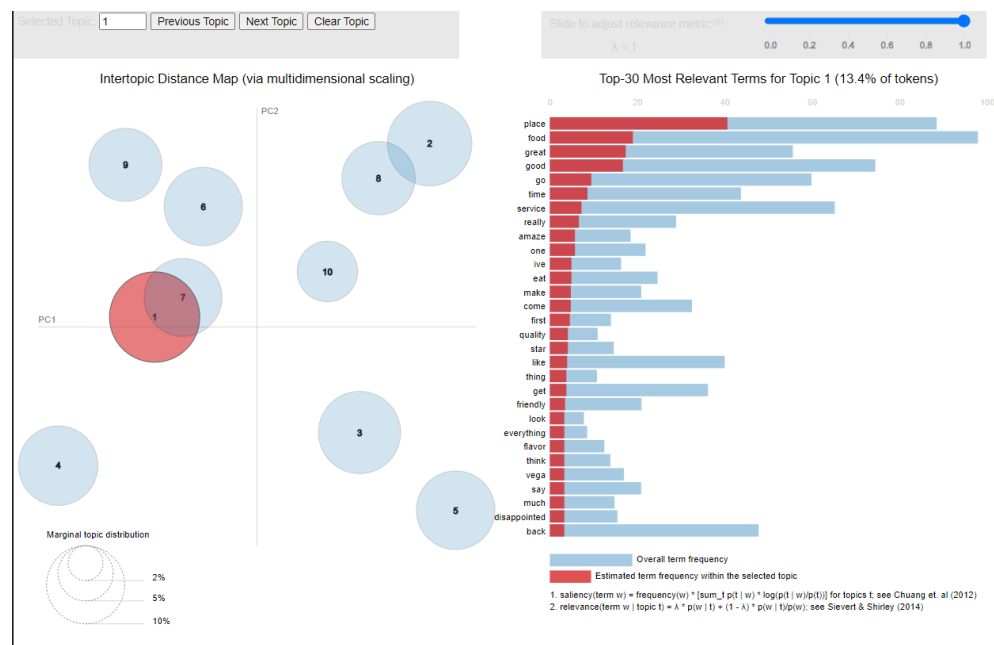 Selected Topic: 1 Previous Topic Next Topic Clear Topic
Slide to adjust relevance metric:(2)
λ = 1
0.0 0.2 0.4 0.6 0.8 1.0
Intertopic Distance Map (via multidimensional scaling)
PC2
PC1
2
9
8
6
10
7
1
3
4
5
Marginal topic distribution
2%
5%
10%
Top-30 Most Relevant Terms for Topic 1 (13.4% of tokens)
0 20 40 60 80 100
place
food
great
good
go
time
service
really
amaze
one
ive
eat
make
come
first
quality
star
like
thing
get
friendly
look
everything
flavor
think
vega
say
much
disappointed
back
Overall term frequency
Estimated term frequency within the selected topic
1. saliency(term w) = frequency(w) * [sum_t p(t | w) * log(p(t | w)/p(t))] for topics t; see Chuang et. al (2012)
2. relevance(term w | topic t) = λ * p(w | t) + (1 - λ) * p(w | t)/p(w); see Sievert & Shirley (2014)